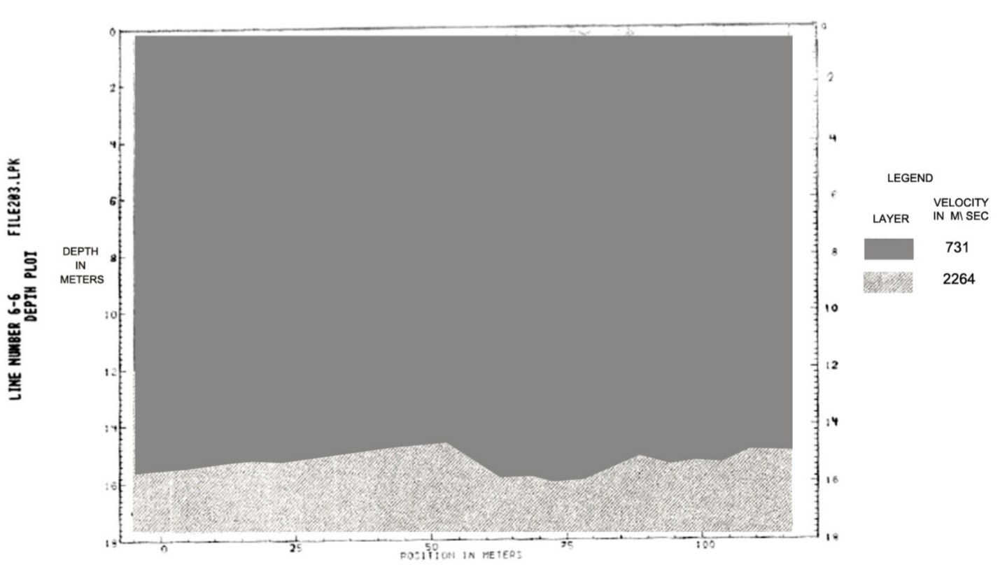 LINE NUMBER 6-6 FILE203.LPK
DEPTH PLOT
DEPTH
IN
METERS
0
2
4
6
8
10
12
14
16
18
0
25
50
75
100
POSITION IN METERS
0
2
4
6
8
10
12
14
16
18
LEGEND
LAYER
VELOCITY
IN M\ SEC
731
2264